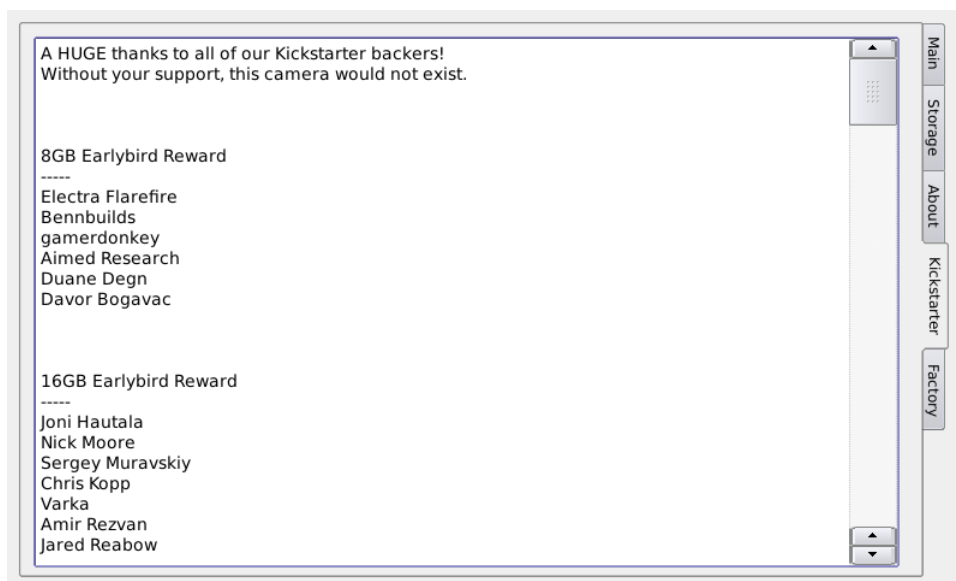 A HUGE thanks to all of our Kickstarter backers!
Without your support, this camera would not exist.
8GB Earlybird Reward
-----
Electra Flarefire
Bennbuilds
gamerdonkey
Aimed Research
Duane Degn
Davor Bogavac
16GB Earlybird Reward
-----
Joni Hautala
Nick Moore
Sergey Muravskiy
Chris Kopp
Varka
Amir Rezvan
Jared Reabow
Main
Storage
About
Kickstarter
Factory